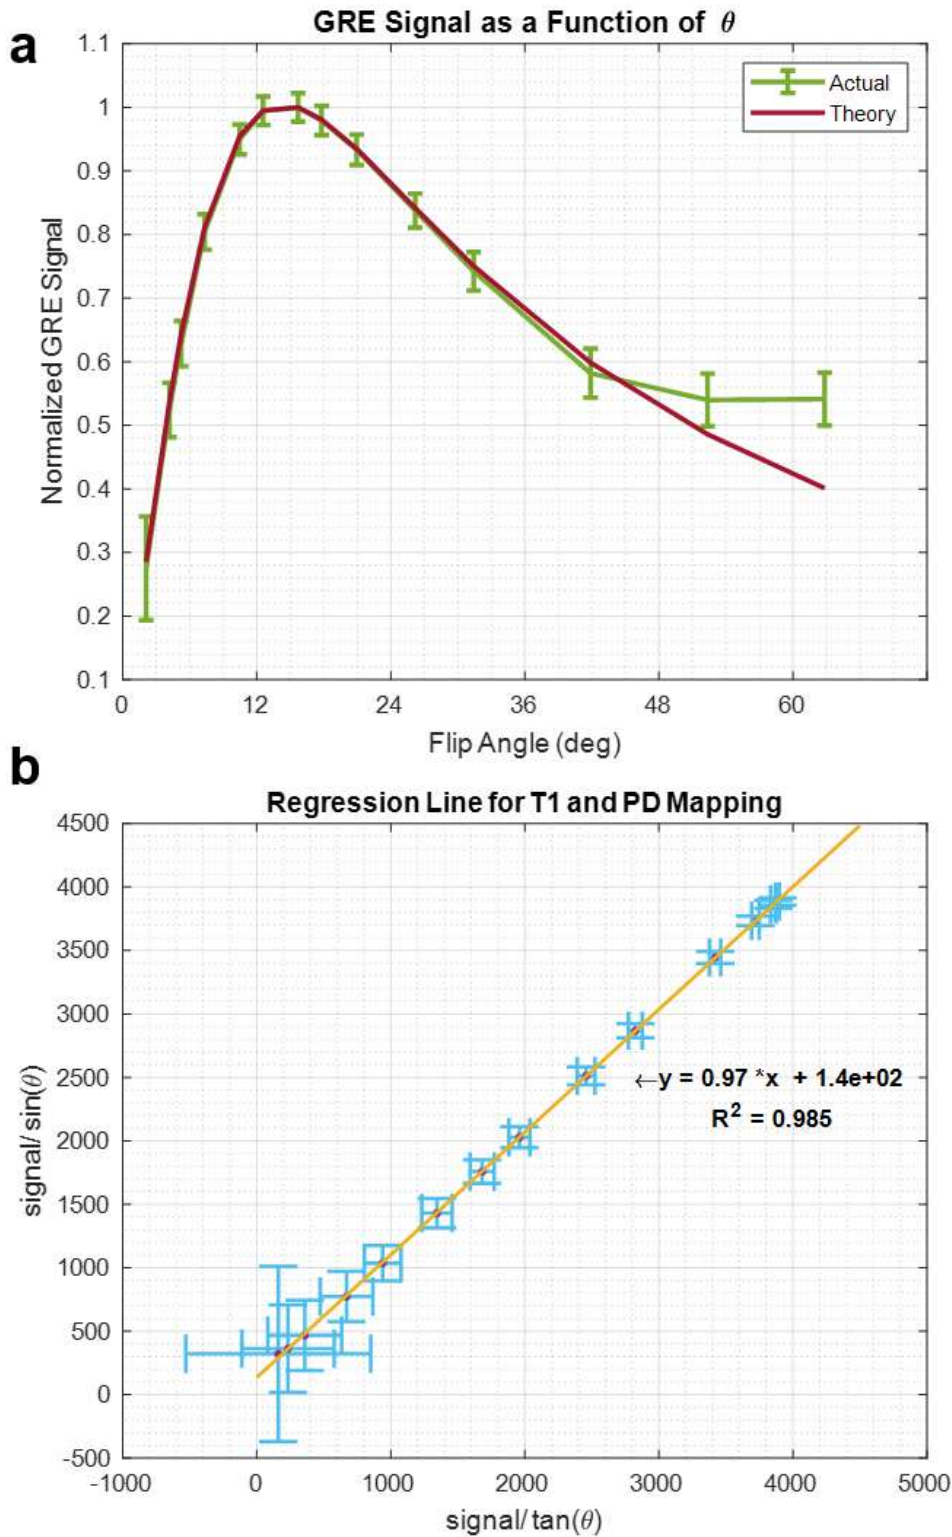 a
GRE Signal as a Function of θ
1.1
1
0.9
0.8
0.7
0.6
0.5
0.4
0.3
0.2
0.1
Normalized GRE Signal
Actual
Theory
0 12 24 36 48 60
Flip Angle (deg)
b
Regression Line for T1 and PD Mapping
4500
4000
3500
3000
2500
2000
1500
1000
500
0
-500
signal/ sin(θ)
←y = 0.97 *x + 1.4e+02
R² = 0.985
-1000 0 1000 2000 3000 4000 5000
signal/ tan(θ)